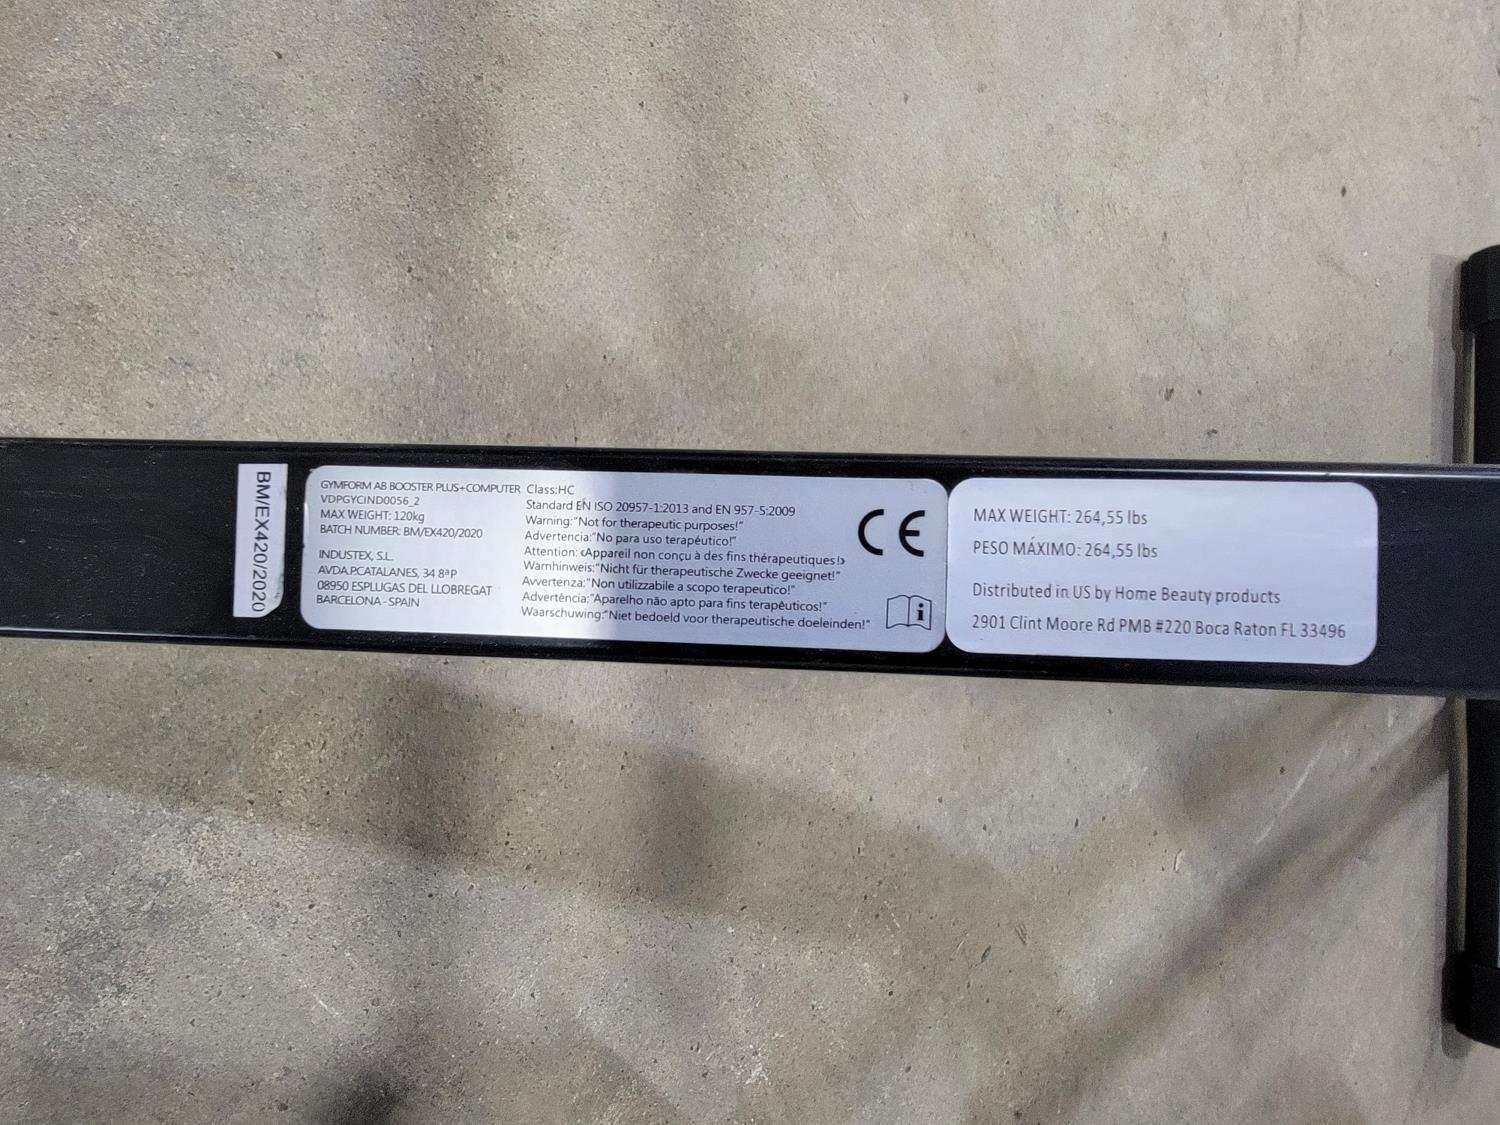 BM/EX420/2020
GYMFORM AB BOOSTER PLUS+COMPUTER
VDPGYCIND0056_2
MAX WEIGHT: 120kg
BATCH NUMBER: BM/EX420/2020
INDUSTEX, S.L.
AVDA.P.CATALANES, 34 8ªP
08950 ESPLUGAS DEL LLOBREGAT
BARCELONA - SPAIN
Class:HC
Standard EN ISO 20957-1:2013 and EN 957-5:2009
Warning:"Not for therapeutic purposes!"
Advertencia:"No para uso terapéutico!"
Attention: ‹Appareil non conçu à des fins thérapeutiques!›
Warnhinweis:"Nicht für therapeutische Zwecke geeignet!"
Avvertenza:"Non utilizzabile a scopo terapeutico!"
Advertência:"Aparelho não apto para fins terapêuticos!"
Waarschuwing:"Niet bedoeld voor therapeutische doeleinden!"
CE
i
MAX WEIGHT: 264,55 lbs
PESO MÁXIMO: 264,55 lbs
Distributed in US by Home Beauty products
2901 Clint Moore Rd PMB #220 Boca Raton FL 33496